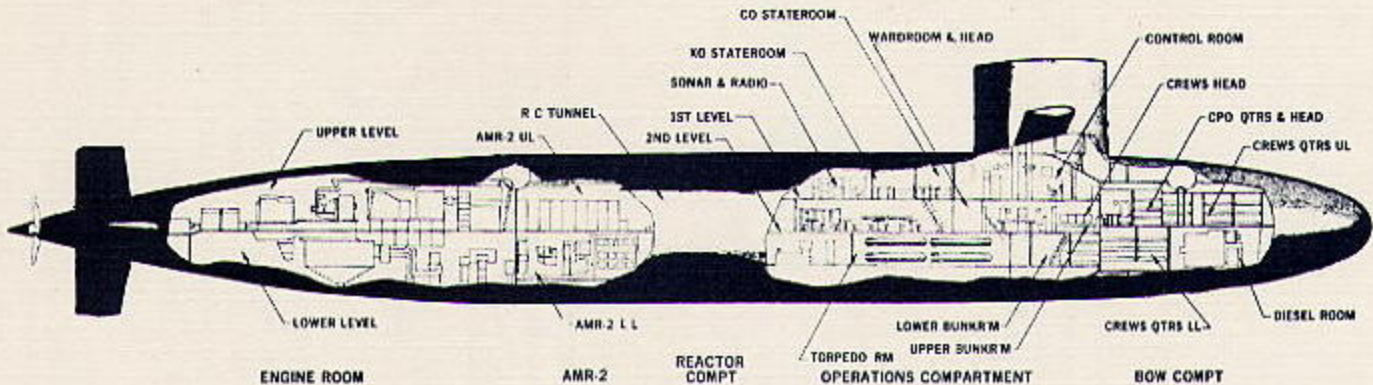 CO STATEROOM
WARDROOM & HEAD
CONTROL ROOM
XO STATEROOM
SONAR & RADIO
CREWS HEAD
R C TUNNEL
1ST LEVEL
CPO QTRS & HEAD
UPPER LEVEL
AMR-2 UL
2ND LEVEL
CREWS QTRS UL
LOWER LEVEL
AMR-2 L L
LOWER BUNKR'M
CREWS QTRS LL
DIESEL ROOM
UPPER BUNKR'M
TORPEDO RM
ENGINE ROOM
AMR-2
REACTOR
COMPT
OPERATIONS COMPARTMENT
BOW COMPT